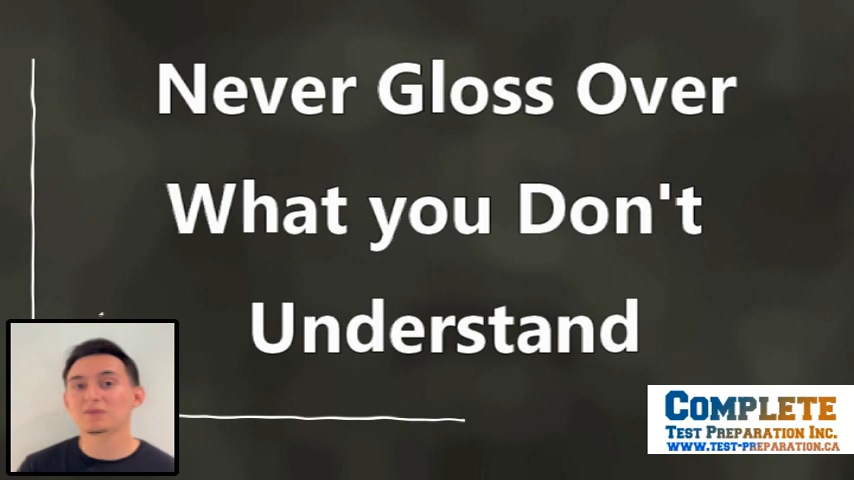 Never Gloss Over
What you Don't
Understand
COMPLETE
TEST PREPARATION INC.
WWW.TEST-PREPARATION.CA